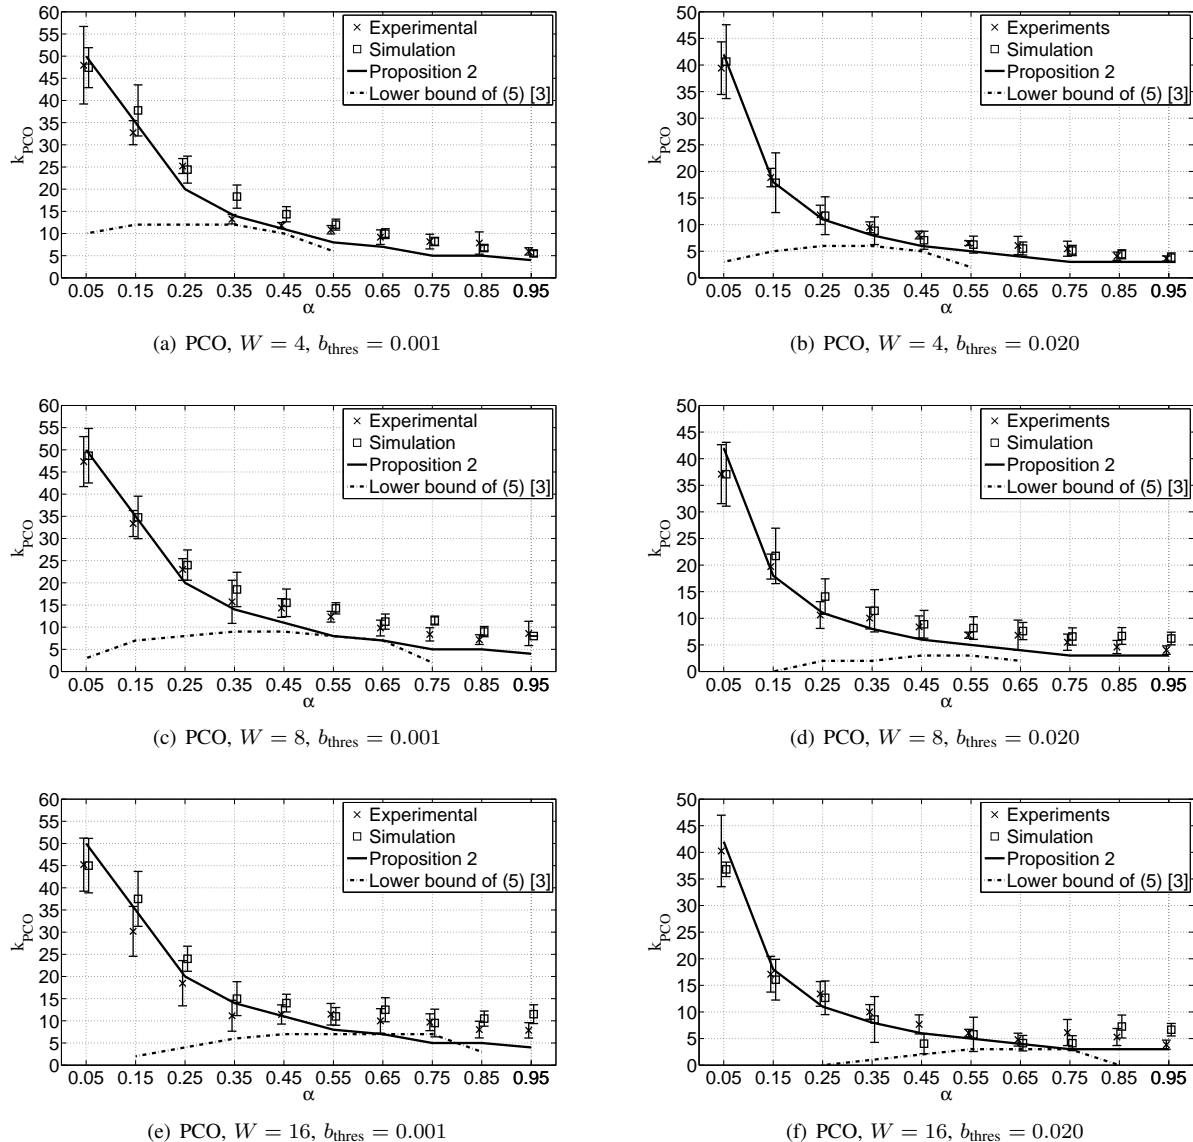 60
55
50
45
40
35
30
25
20
15
10
5
0
k_PCO
Experimental
Simulation
Proposition 2
Lower bound of (5) [3]
0.05 0.15 0.25 0.35 0.45 0.55 0.65 0.75 0.85 0.95
α
(a) PCO, W = 4, b_thres = 0.001
50
45
40
35
30
25
20
15
10
5
0
k_PCO
Experiments
Simulation
Proposition 2
Lower bound of (5) [3]
0.05 0.15 0.25 0.35 0.45 0.55 0.65 0.75 0.85 0.95
α
(b) PCO, W = 4, b_thres = 0.020
60
55
50
45
40
35
30
25
20
15
10
5
0
k_PCO
Experimental
Simulation
Proposition 2
Lower bound of (5) [3]
0.05 0.15 0.25 0.35 0.45 0.55 0.65 0.75 0.85 0.95
α
(c) PCO, W = 8, b_thres = 0.001
50
45
40
35
30
25
20
15
10
5
0
k_PCO
Experiments
Simulation
Proposition 2
Lower bound of (5) [3]
0.05 0.15 0.25 0.35 0.45 0.55 0.65 0.75 0.85 0.95
α
(d) PCO, W = 8, b_thres = 0.020
60
55
50
45
40
35
30
25
20
15
10
5
0
k_PCO
Experimental
Simulation
Proposition 2
Lower bound of (5) [3]
0.05 0.15 0.25 0.35 0.45 0.55 0.65 0.75 0.85 0.95
α
(e) PCO, W = 16, b_thres = 0.001
50
45
40
35
30
25
20
15
10
5
0
k_PCO
Experiments
Simulation
Proposition 2
Lower bound of (5) [3]
0.05 0.15 0.25 0.35 0.45 0.55 0.65 0.75 0.85 0.95
α
(f) PCO, W = 16, b_thres = 0.020